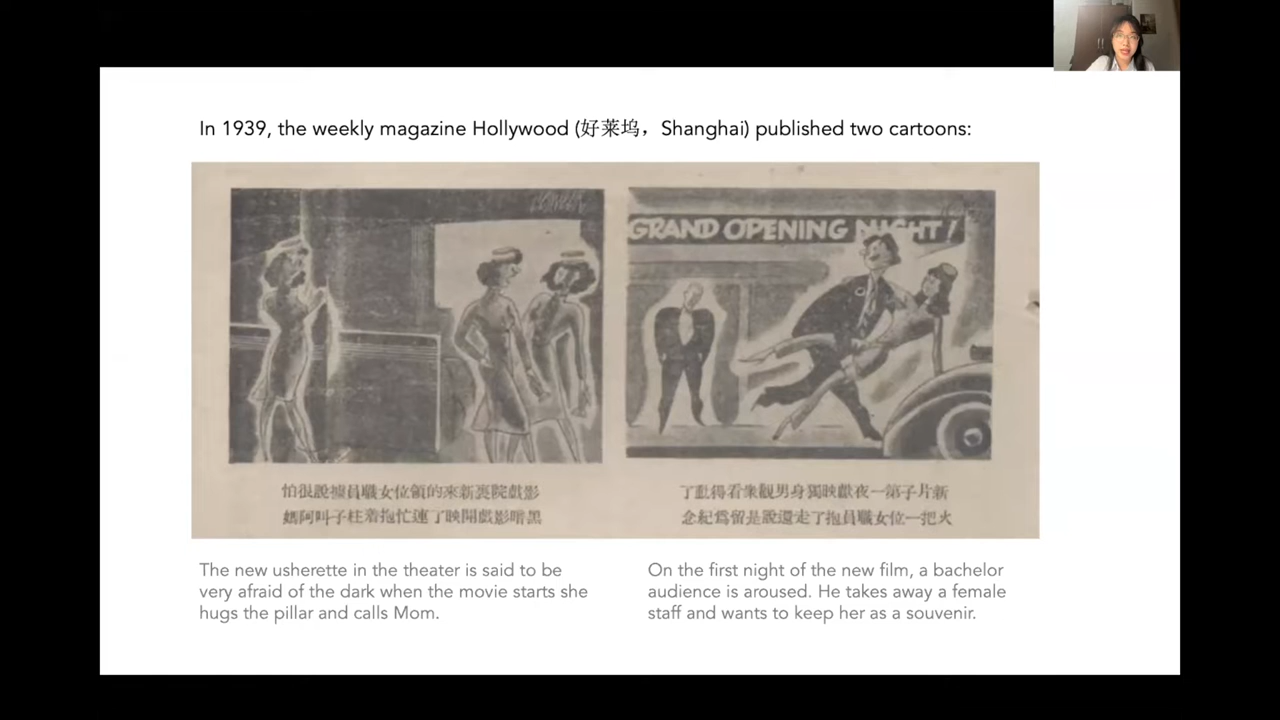 In 1939, the weekly magazine Hollywood (好莱坞，Shanghai) published two cartoons:
GRAND OPENING NIGHT!
影戲院裏新來的領位女職員據說很怕
黑暗影戲開映了連忙抱着柱子叫阿媽
新片子第一夜獻映獨身男觀衆看得動了
火把一位女職員抱了走還說是留爲紀念
The new usherette in the theater is said to be
very afraid of the dark when the movie starts she
hugs the pillar and calls Mom.
On the first night of the new film, a bachelor
audience is aroused. He takes away a female
staff and wants to keep her as a souvenir.